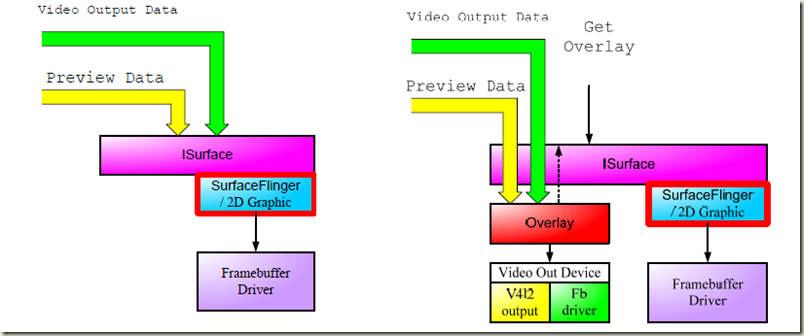 Video Output Data
Preview Data
ISurface
SurfaceFlinger
/ 2D Graphic
Framebuffer
Driver
Video Output Data
Get
Overlay
Preview Data
ISurface
SurfaceFlinger
/ 2D Graphic
Overlay
Video Out Device
V4l2
output
Fb
driver
Framebuffer
Driver